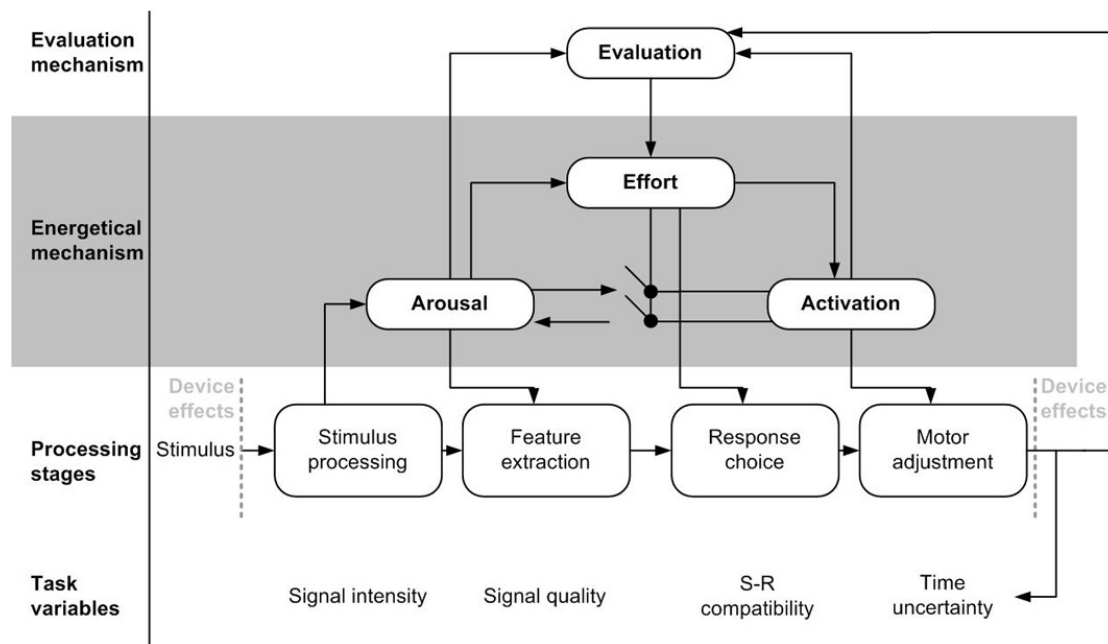 Evaluation
mechanism
Evaluation
Effort
Energetical
mechanism
Arousal
Activation
Device
effects
Device
effects
Processing
stages
Stimulus
Stimulus
processing
Feature
extraction
Response
choice
Motor
adjustment
Task
variables
Signal intensity
Signal quality
S-R
compatibility
Time
uncertainty